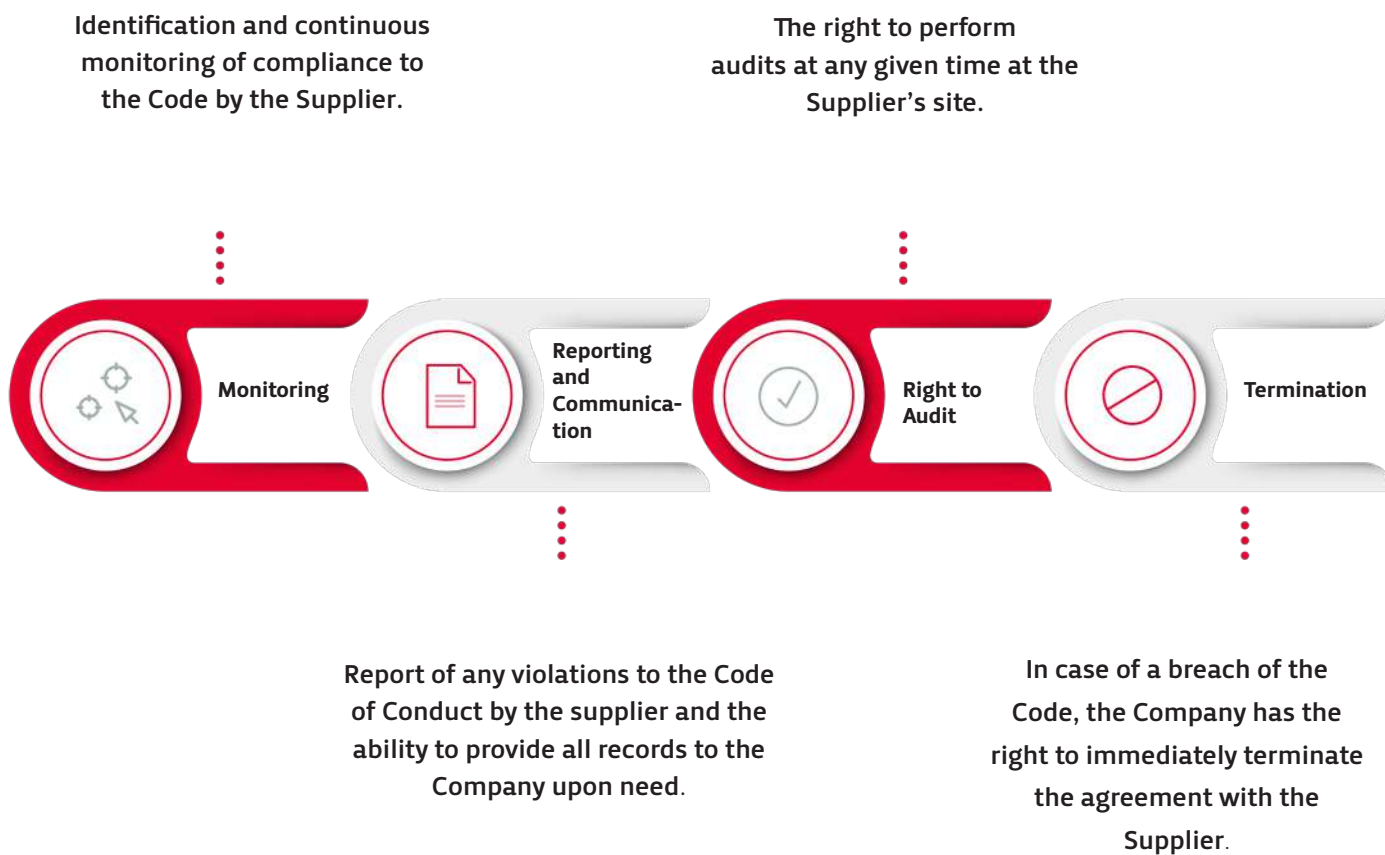 Identification and continuous
monitoring of compliance to
the Code by the Supplier.
The right to perform
audits at any given time at the
Supplier’s site.
Monitoring
Reporting
and
Communica-
tion
Right to
Audit
Termination
Report of any violations to the Code
of Conduct by the supplier and the
ability to provide all records to the
Company upon need.
In case of a breach of the
Code, the Company has the
right to immediately terminate
the agreement with the
Supplier.